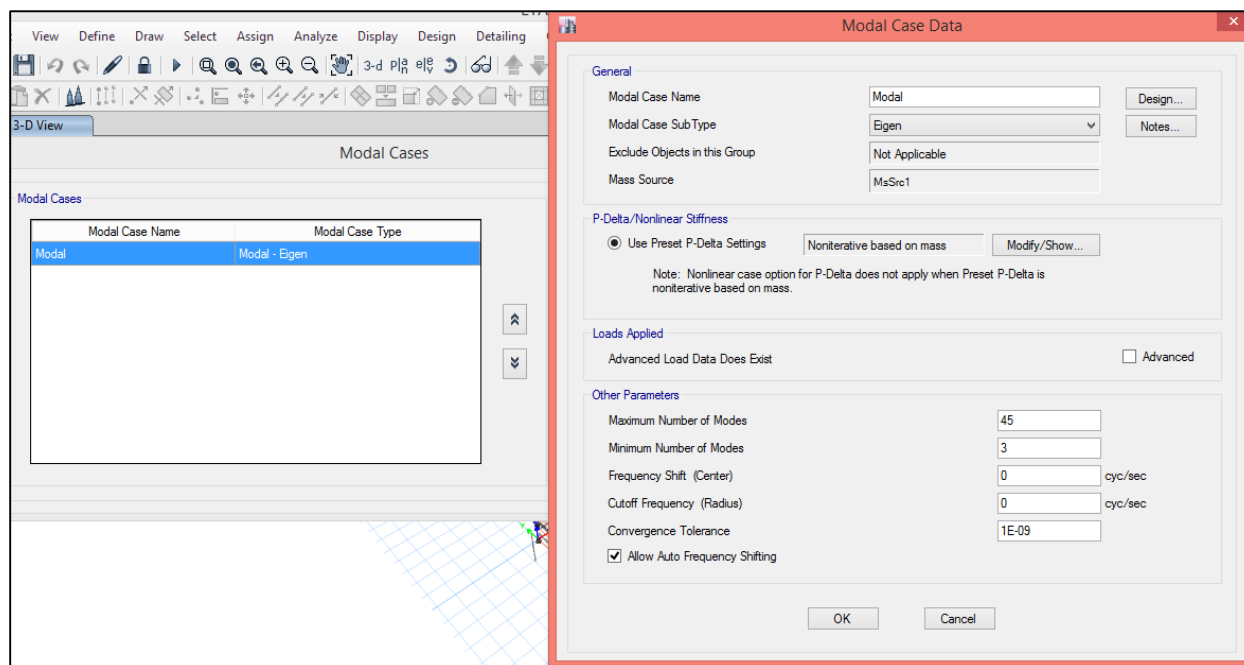 View Define Draw Select Assign Analyze Display Design Detailing
3-d
3-D View
Modal Cases
Modal Cases
Modal Case Name Modal Case Type
Modal Modal - Eigen
Modal Case Data
General
Modal Case Name Modal Design...
Modal Case SubType Eigen Notes...
Exclude Objects in this Group Not Applicable
Mass Source MsSrc1
P-Delta/Nonlinear Stiffness
Use Preset P-Delta Settings Noniterative based on mass Modify/Show...
Note: Nonlinear case option for P-Delta does not apply when Preset P-Delta is
noniterative based on mass.
Loads Applied
Advanced Load Data Does Exist Advanced
Other Parameters
Maximum Number of Modes 45
Minimum Number of Modes 3
Frequency Shift (Center) 0 cyc/sec
Cutoff Frequency (Radius) 0 cyc/sec
Convergence Tolerance 1E-09
Allow Auto Frequency Shifting
OK Cancel